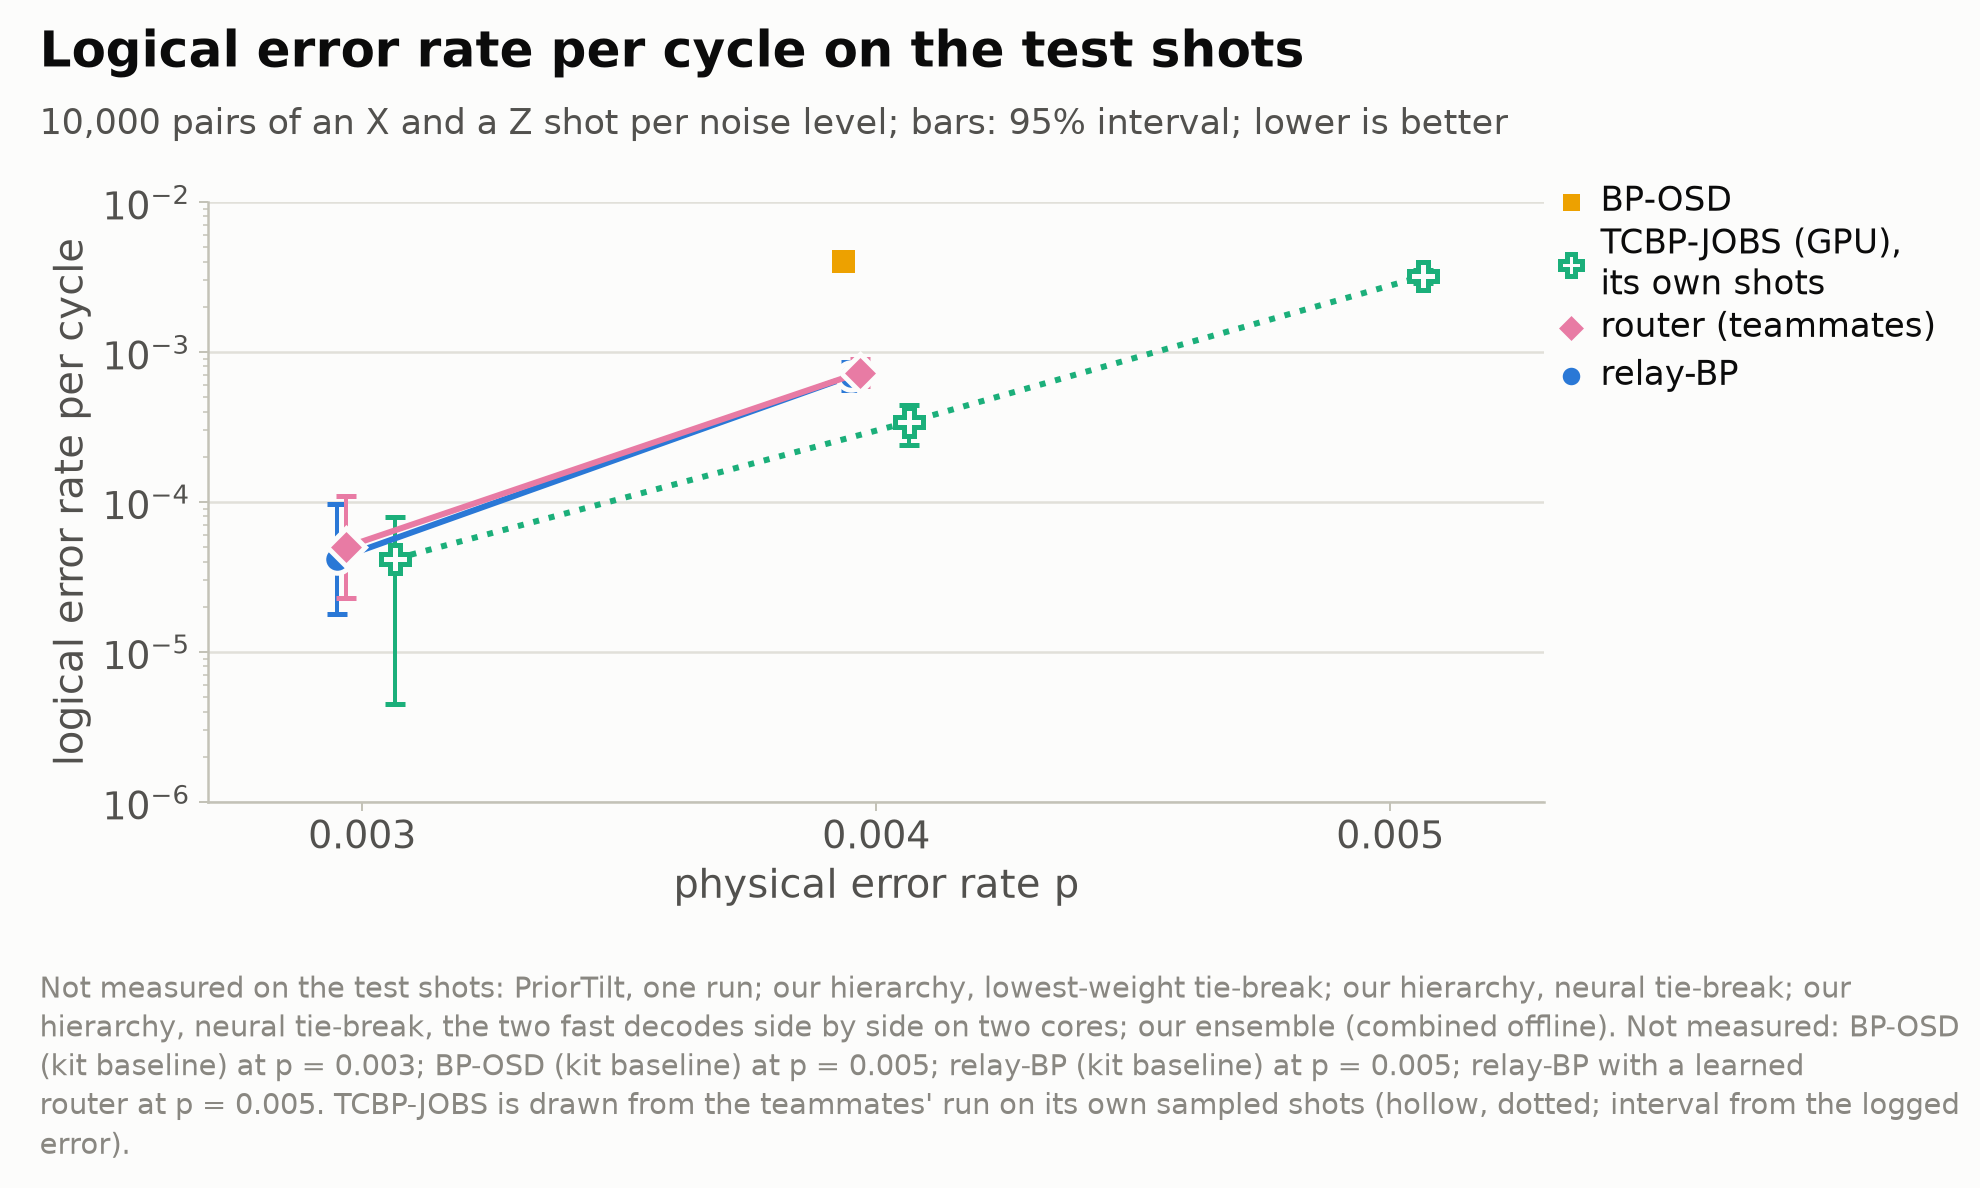 Logical error rate per cycle on the test shots
10,000 pairs of an X and a Z shot per noise level; bars: 95% interval; lower is better
logical error rate per cycle
10⁻²
10⁻³
10⁻⁴
10⁻⁵
10⁻⁶
0.003
0.004
0.005
physical error rate p
BP-OSD
TCBP-JOBS (GPU),
its own shots
router (teammates)
relay-BP
Not measured on the test shots: PriorTilt, one run; our hierarchy, lowest-weight tie-break; our hierarchy, neural tie-break; our
hierarchy, neural tie-break, the two fast decodes side by side on two cores; our ensemble (combined offline). Not measured: BP-OSD
(kit baseline) at p = 0.003; BP-OSD (kit baseline) at p = 0.005; relay-BP (kit baseline) at p = 0.005; relay-BP with a learned
router at p = 0.005. TCBP-JOBS is drawn from the teammates' run on its own sampled shots (hollow, dotted; interval from the logged
error).